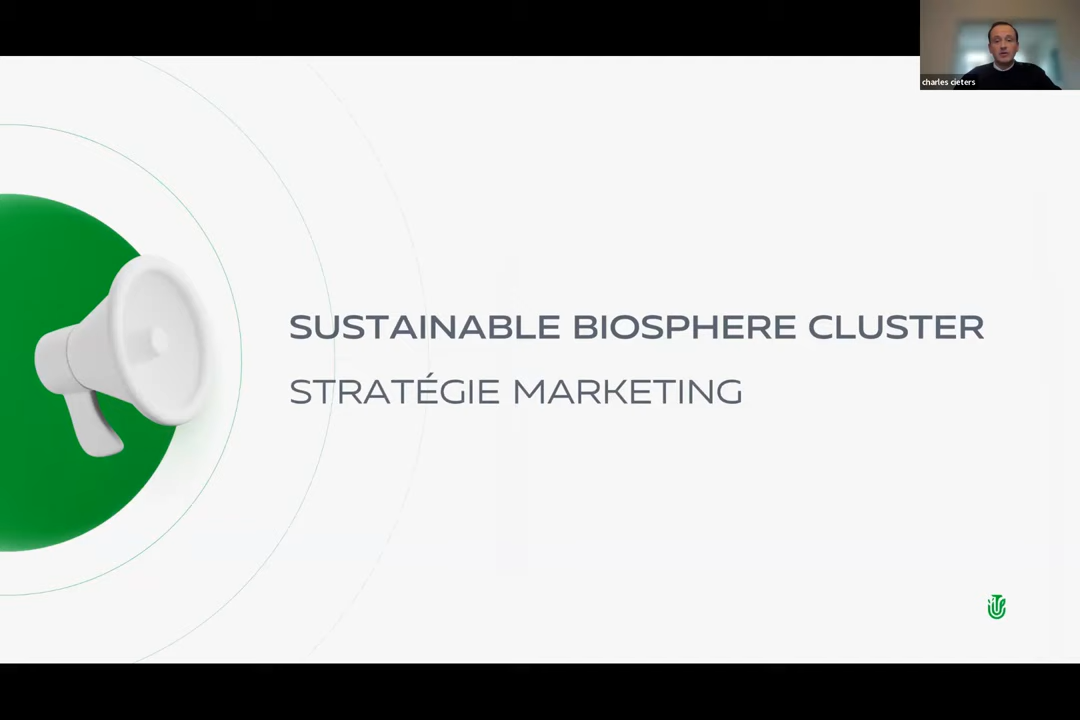 charles cieters
SUSTAINABLE BIOSPHERE CLUSTER
STRATÉGIE MARKETING